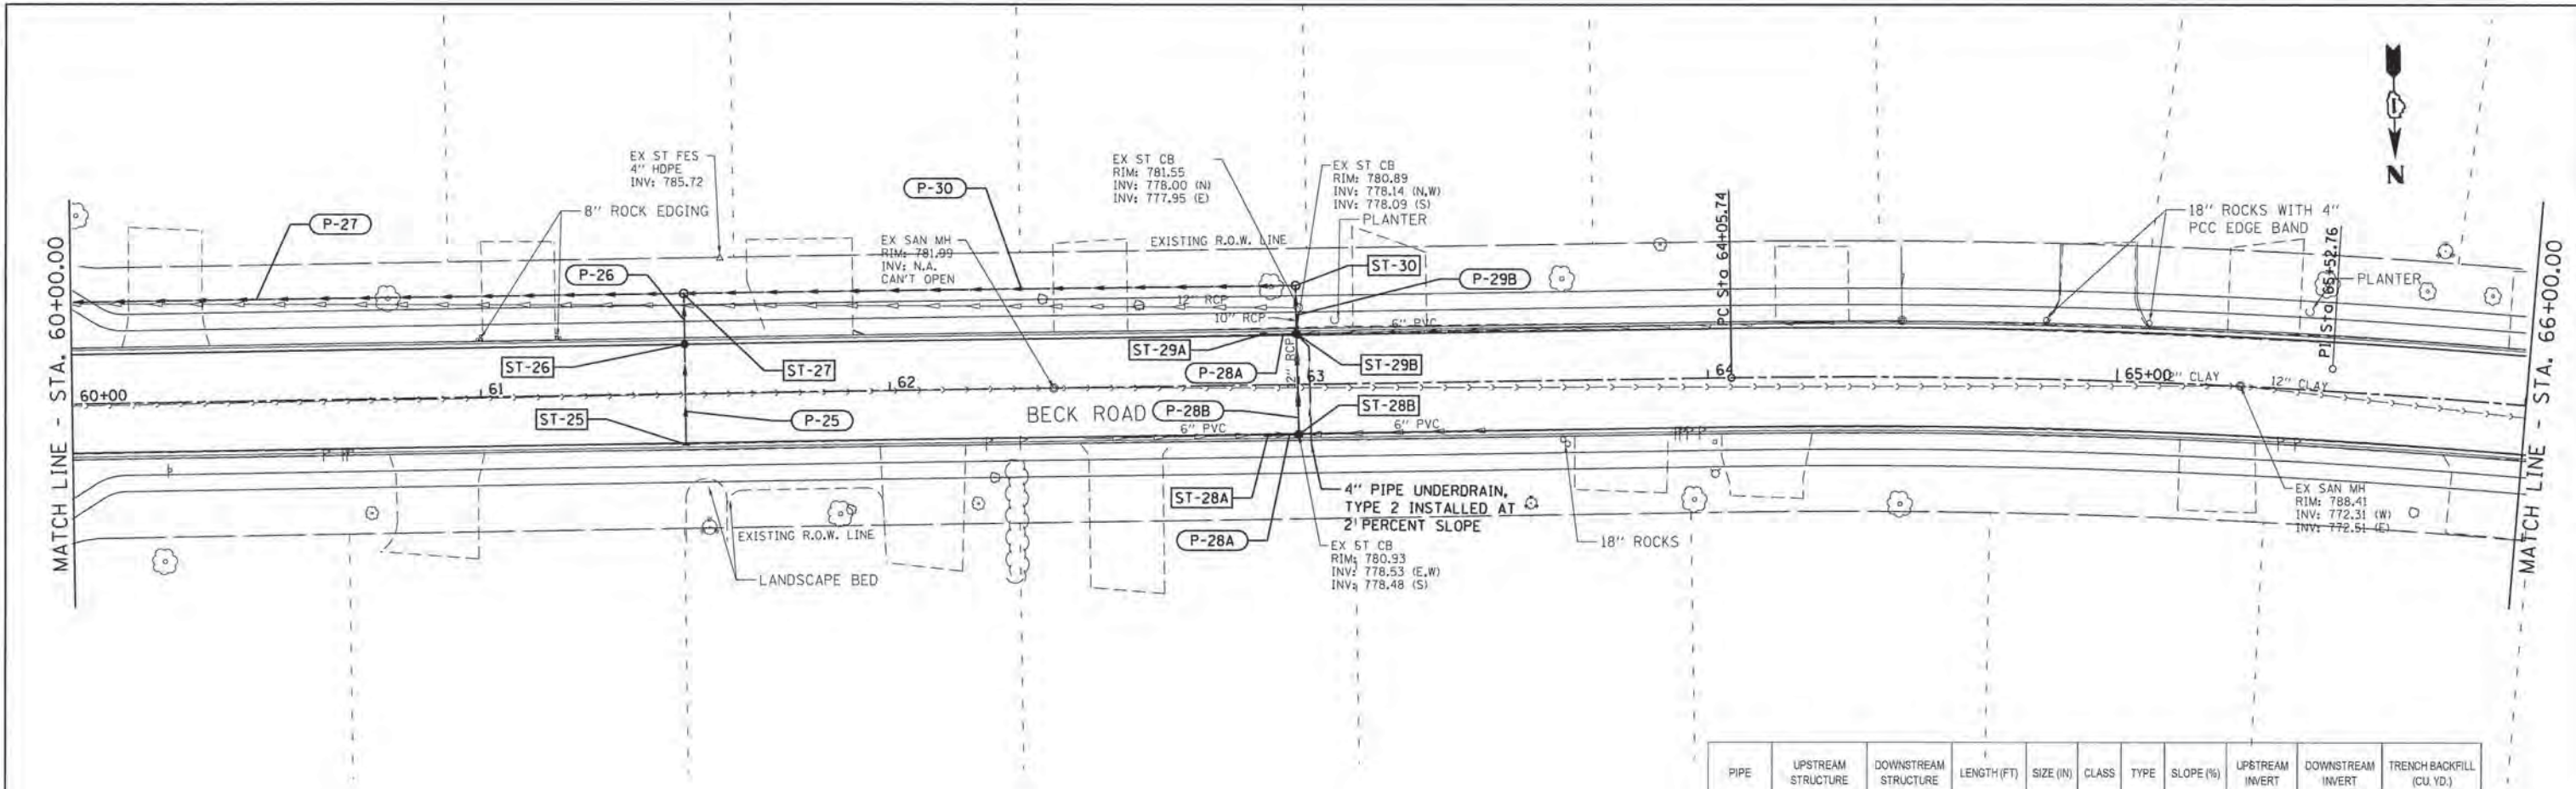 N
EX ST FES
4" HDPE
INV: 785.72
8" ROCK EDGING
P-27
P-26
P-30
EX ST CB
RIM: 781.55
INV: 778.00 (N)
INV: 777.95 (E)
EX ST CB
RIM: 780.89
INV: 778.14 (N,W)
INV: 778.09 (S)
PLANTER
EX SAN MH
RIM: 781.99
INV: N.A.
CAN'T OPEN
EXISTING R.O.W. LINE
ST-30
P-29B
PC Sta 64+05.74
18" ROCKS WITH 4"
PCC EDGE BAND
PI Sta 65+52.76
PLANTER
MATCH LINE - STA. 60+00.00
MATCH LINE - STA. 66+00.00
12" RCP
10" RCP
6" PVC
ST-26
ST-27
ST-29A
P-28A
ST-29B
12" RCP
60+00
61
62
63
64
65+00
12" CLAY
12" CLAY
BECK ROAD
ST-25
P-25
P-28B
ST-28B
6" PVC
6" PVC
ST-28A
P-28A
4" PIPE UNDERDRAIN,
TYPE 2 INSTALLED AT
2 PERCENT SLOPE
EX ST CB
RIM: 780.93
INV: 778.53 (E,W)
INV: 778.48 (S)
18" ROCKS
EX SAN MH
RIM: 788.41
INV: 772.31 (W)
INV: 772.51 (E)
EXISTING R.O.W. LINE
LANDSCAPE BED
PIPE
UPSTREAM
STRUCTURE
DOWNSTREAM
STRUCTURE
LENGTH (FT)
SIZE (IN)
CLASS
TYPE
SLOPE (%)
UPSTREAM
INVERT
DOWNSTREAM
INVERT
TRENCH BACKFILL
(CU. YD.)